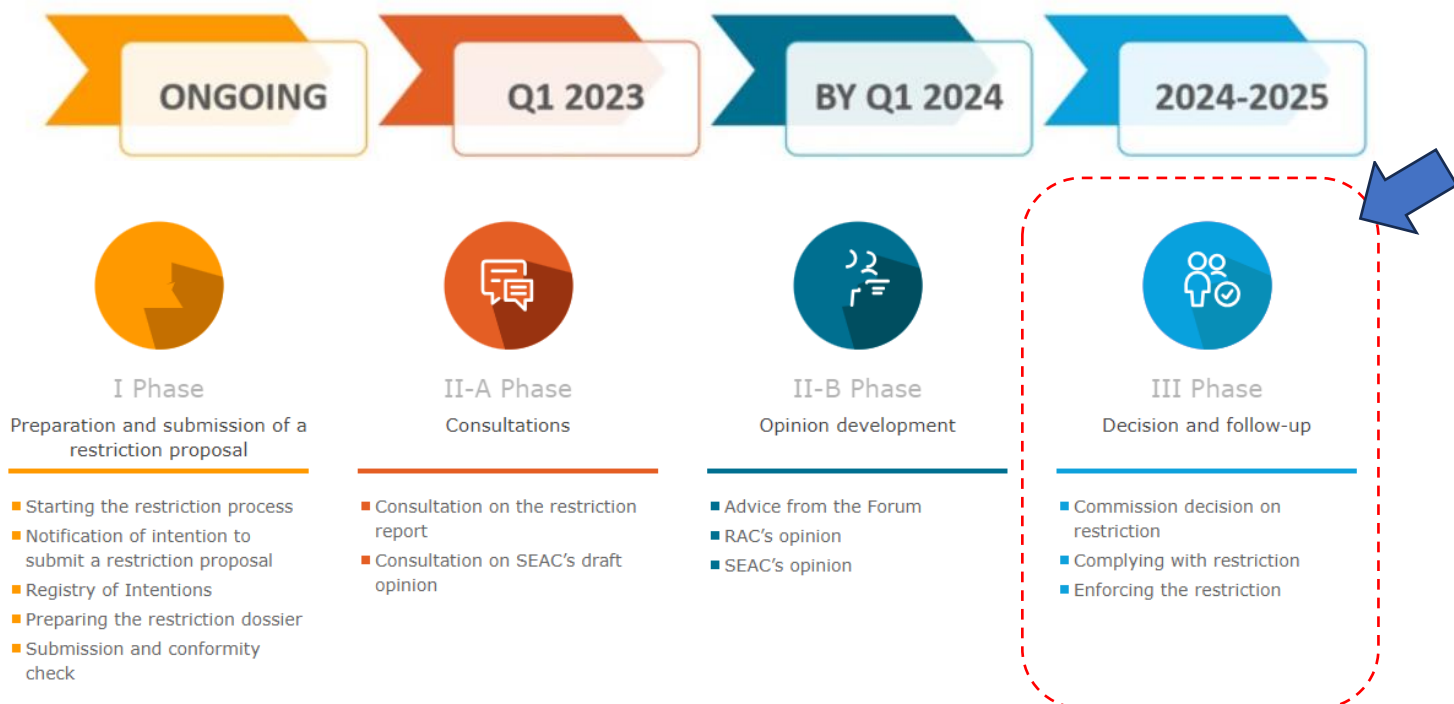 ONGOING
Q1 2023
BY Q1 2024
2024-2025
I Phase
Preparation and submission of a
restriction proposal
■ Starting the restriction process
■ Notification of intention to
submit a restriction proposal
■ Registry of Intentions
■ Preparing the restriction dossier
■ Submission and conformity
check
II-A Phase
Consultations
■ Consultation on the restriction
report
■ Consultation on SEAC's draft
opinion
II-B Phase
Opinion development
■ Advice from the Forum
■ RAC's opinion
■ SEAC's opinion
III Phase
Decision and follow-up
■ Commission decision on
restriction
■ Complying with restriction
■ Enforcing the restriction